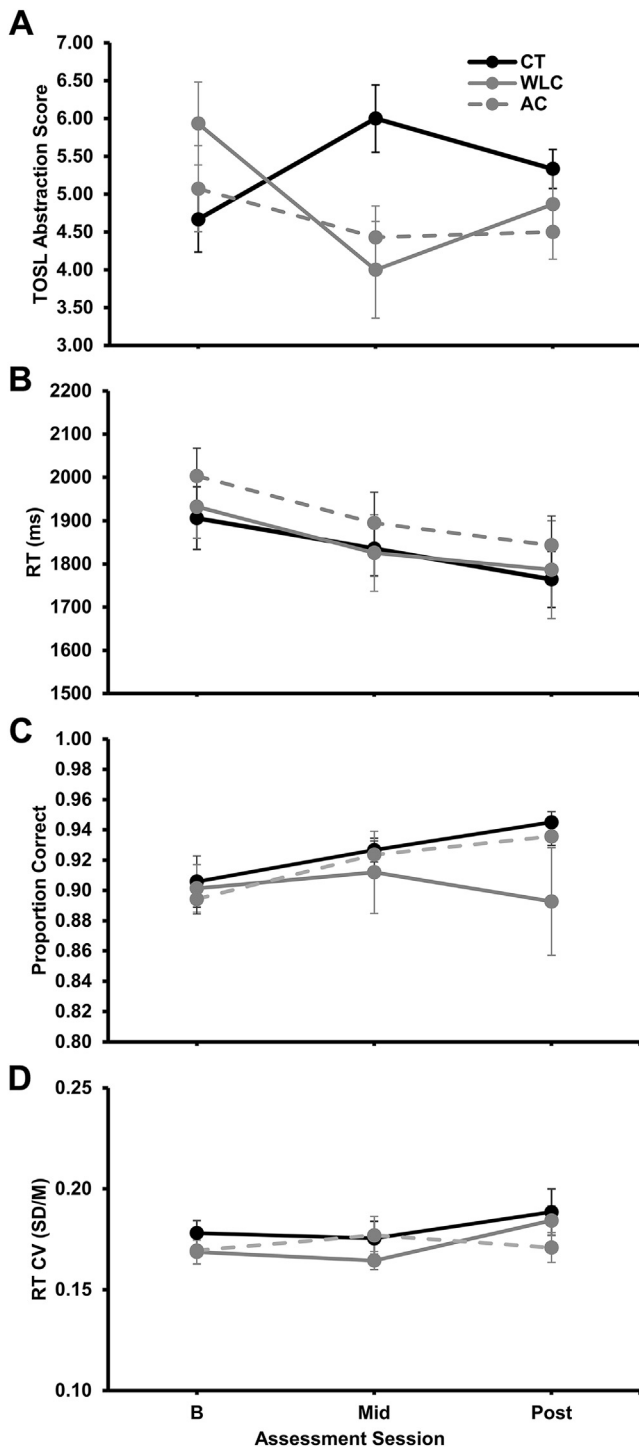 A
TOSL Abstraction Score
7.00
6.50
6.00
5.50
5.00
4.50
4.00
3.50
3.00
CT
WLC
AC
B
RT (ms)
2200
2100
2000
1900
1800
1700
1600
1500
C
Proportion Correct
1.00
0.98
0.96
0.94
0.92
0.90
0.88
0.86
0.84
0.82
0.80
D
RT CV (SD/M)
0.25
0.20
0.15
0.10
B Mid Post
Assessment Session